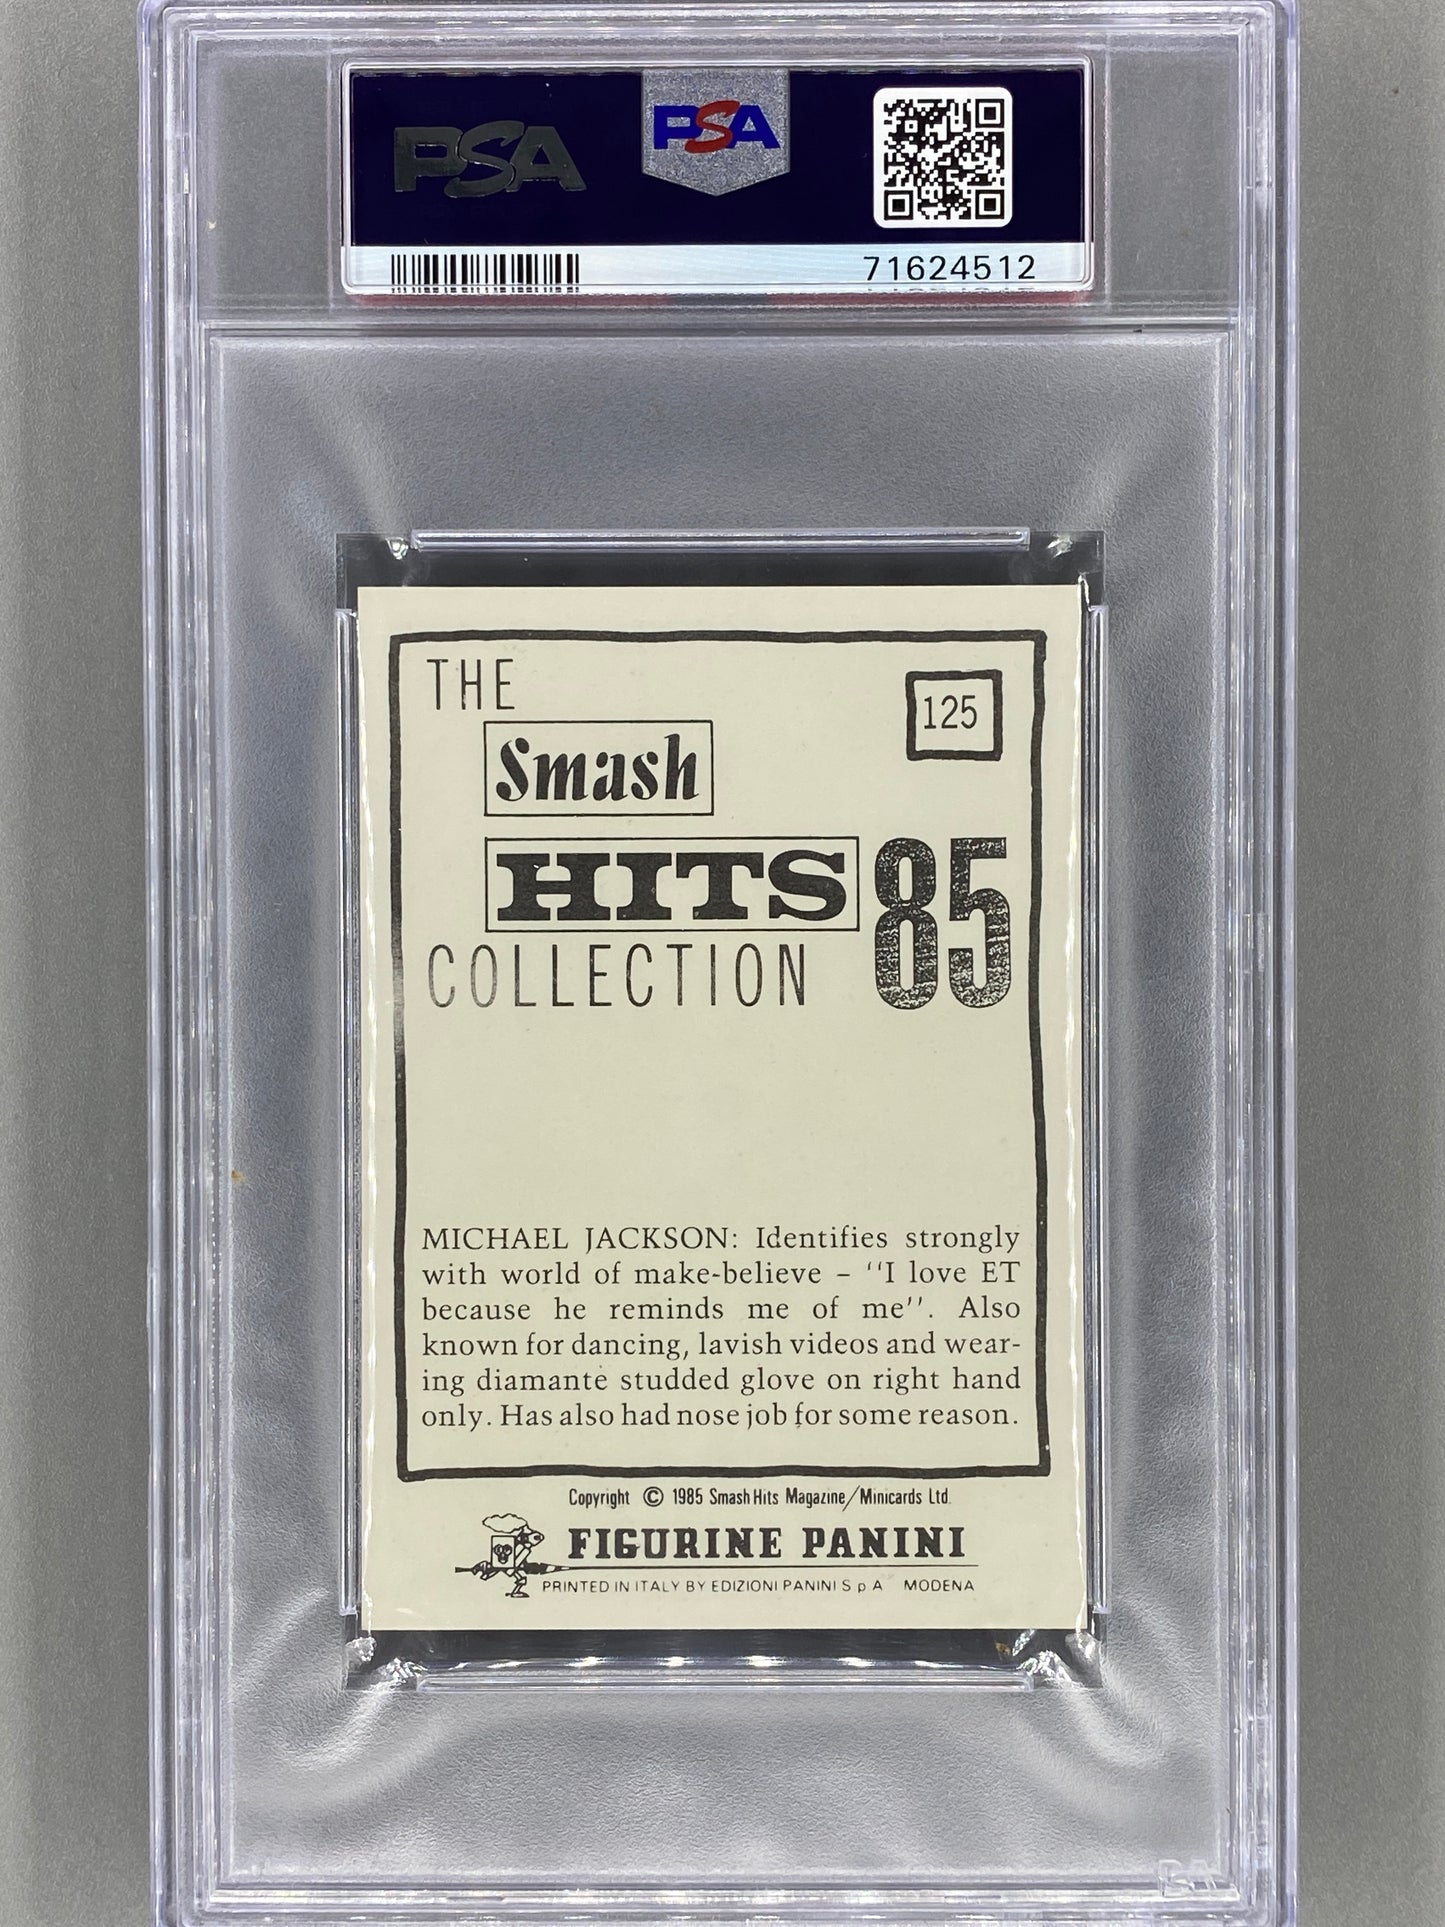 PSA
PSA
71624512
THE
125
Smash
HITS 85
COLLECTION
MICHAEL JACKSON: Identifies strongly
with world of make-believe – "I love ET
because he reminds me of me". Also
known for dancing, lavish videos and wear-
ing diamante studded glove on right hand
only. Has also had nose job for some reason.
Copyright © 1985 Smash Hits Magazine/Minicards Ltd.
FIGURINE PANINI
PRINTED IN ITALY BY EDIZIONI PANINI S p A MODENA
PSA